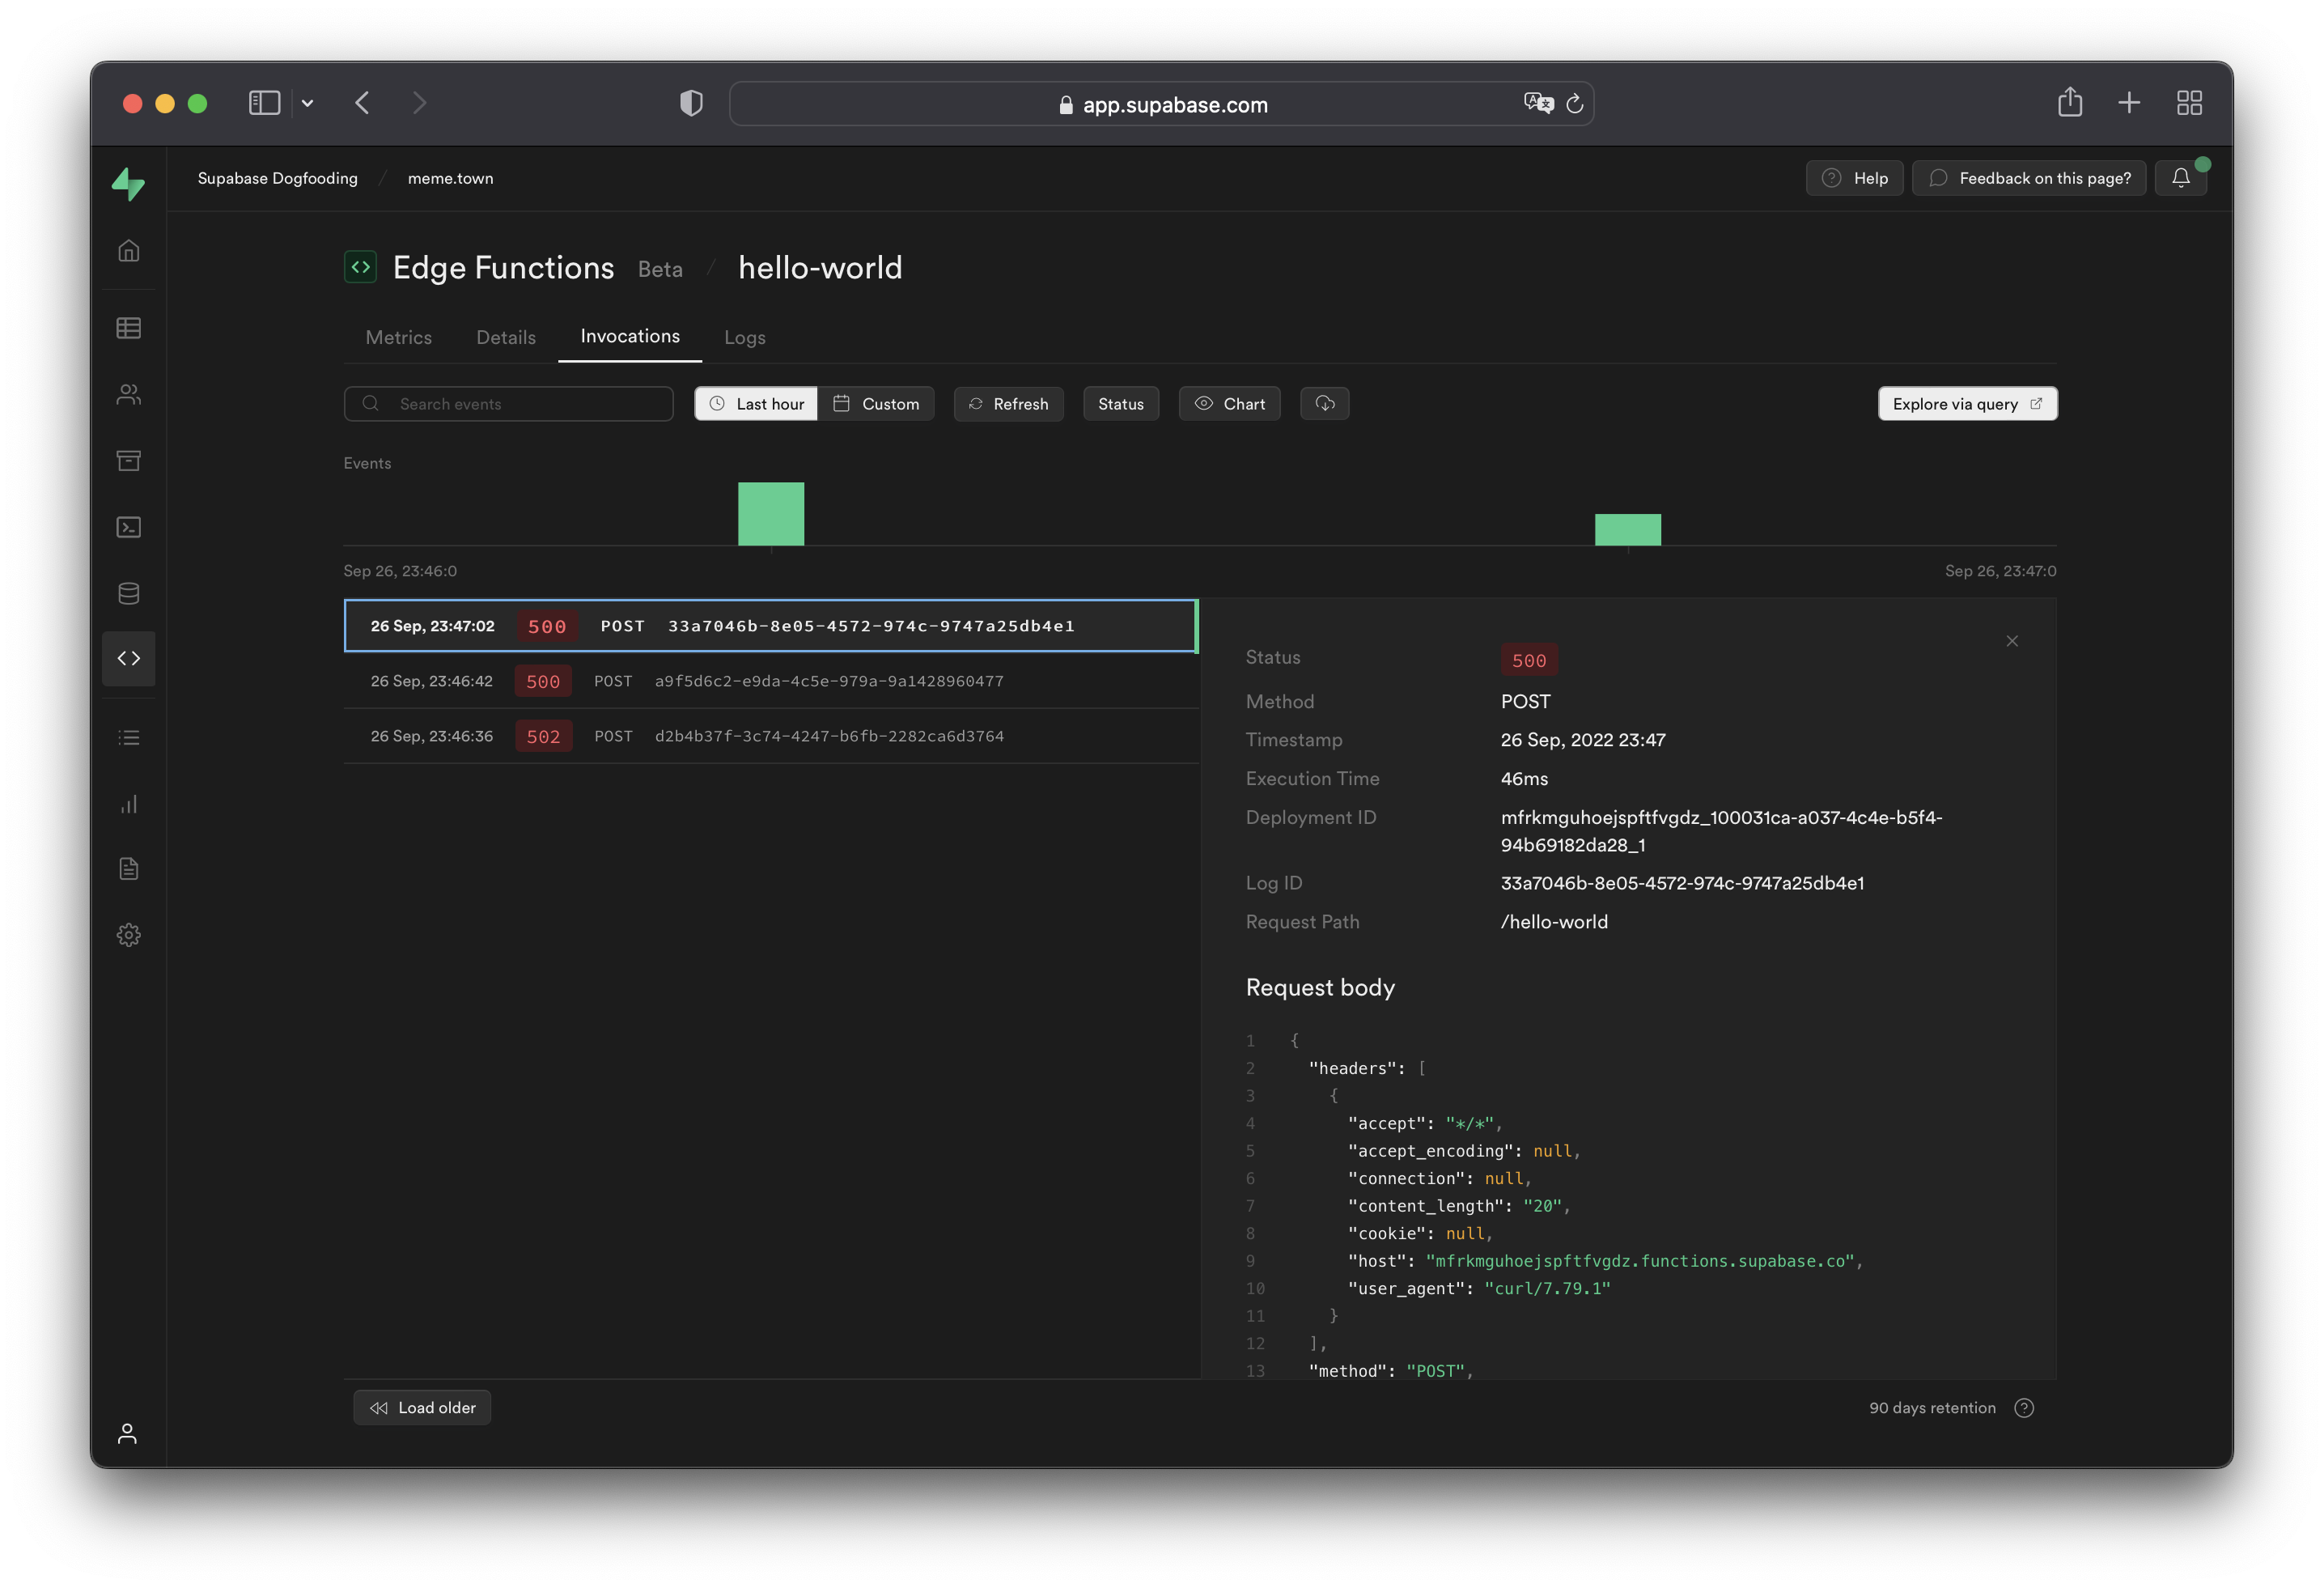 app.supabase.com
Supabase Dogfooding / meme.town
Help
Feedback on this page?
Edge Functions Beta / hello-world
Metrics Details Invocations Logs
Search events
Last hour Custom Refresh Status Chart
Explore via query
Events
Sep 26, 23:46:0 Sep 26, 23:47:0
26 Sep, 23:47:02 500 POST 33a7046b-8e05-4572-974c-9747a25db4e1
26 Sep, 23:46:42 500 POST a9f5d6c2-e9da-4c5e-979a-9a1428960477
26 Sep, 23:46:36 502 POST d2b4b37f-3c74-4247-b6fb-2282ca6d3764
Status 500
Method POST
Timestamp 26 Sep, 2022 23:47
Execution Time 46ms
Deployment ID mfrkmguhoejspftfvgdz_100031ca-a037-4c4e-b5f4-
94b69182da28_1
Log ID 33a7046b-8e05-4572-974c-9747a25db4e1
Request Path /hello-world
Request body
1 {
2 "headers": [
3 {
4 "accept": "*/*",
5 "accept_encoding": null,
6 "connection": null,
7 "content_length": "20",
8 "cookie": null,
9 "host": "mfrkmguhoejspftfvgdz.functions.supabase.co",
10 "user_agent": "curl/7.79.1"
11 }
12 ],
13 "method": "POST",
Load older
90 days retention